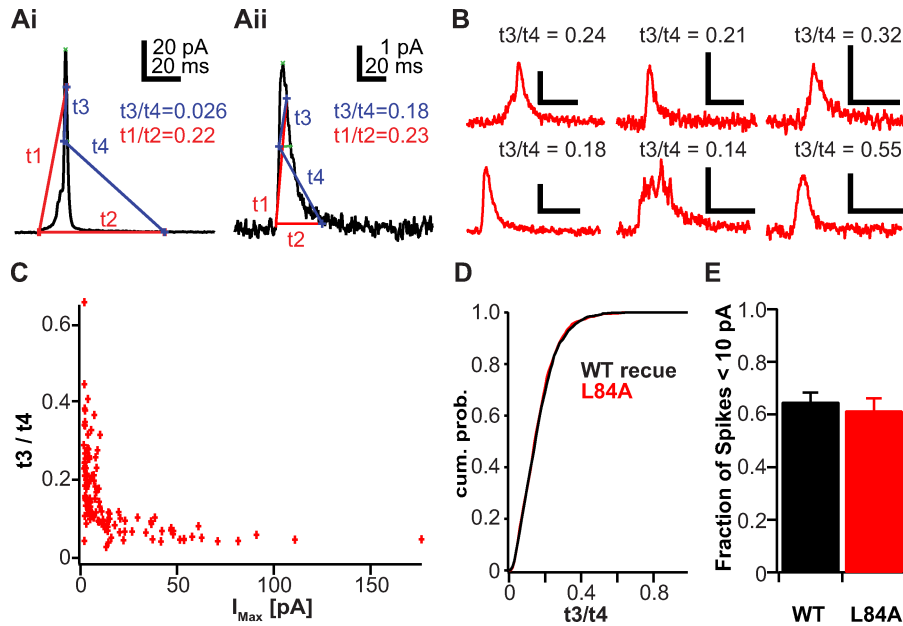 Ai
20 pA
20 ms
t3/t4=0.026
t1/t2=0.22
t3
t4
t1
t2
Aii
1 pA
20 ms
t3/t4=0.18
t1/t2=0.23
t3
t4
t1
t2
B
t3/t4 = 0.24
t3/t4 = 0.21
t3/t4 = 0.32
t3/t4 = 0.18
t3/t4 = 0.14
t3/t4 = 0.55
C
t3 / t4
0.6
0.4
0.2
0
0
50
100
150
IMax [pA]
D
cum. prob.
1.0
0.8
0.6
0.4
0.2
0
WT recue
L84A
0
0.4
0.8
t3/t4
E
Fraction of Spikes < 10 pA
1.0
0.8
0.6
0.4
0.2
0
WT
L84A